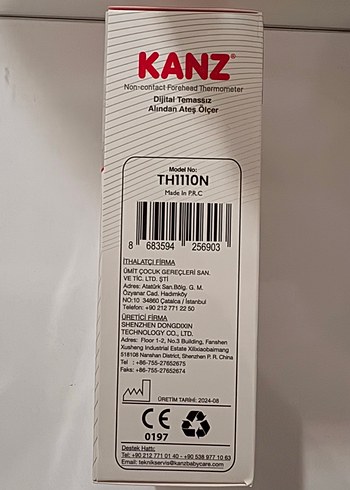 KANZ®
Non-contact Forehead Thermometer
Dijital Temassız
Alından Ateş Ölçer
Model No:
TH1110N
Made In P.R.C
8 683594 256903
İTHALATÇI FİRMA
ÜMİT ÇOCUK GEREÇLERİ SAN.
VE TİC. LTD. ŞTİ
Adres: Atatürk San.Bölg. G. M.
Özyanar Cad. Hadımköy
NO:10 34860 Çatalca / İstanbul
Telefon: +90 212 771 22 50
ÜRETİCİ FİRMA
SHENZHEN DONGDIXIN
TECHNOLOGY CO., LTD.
Adres: Floor 1-2, No.3 Building, Fanshen
Xusheng Industrial Estate Xilixiaobaimang
518108 Nanshan District, Shenzhen P. R. China
Tel : +86-755-27652675
Faks: +86-755-27652674
ÜRETİM TARİHİ: 2024-08
CE
0197
Destek Hattı:
Tel: +90 212 771 01 40 - +90 538 977 10 63
Email: teknikservis@kanzbabycare.com